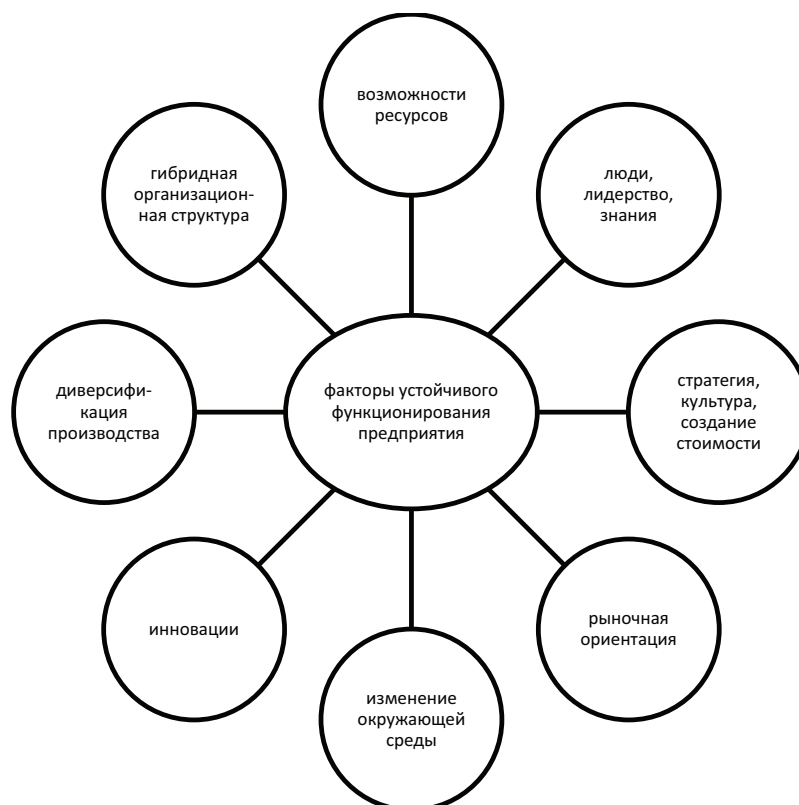 возможности
ресурсов
люди,
лидерство,
знания
стратегия,
культура,
создание
стоимости
рыночная
ориентация
изменение
окружающей
среды
инновации
диверсифи-
кация
производства
гибридная
организацион-
ная структура
факторы устойчивого
функционирования
предприятия